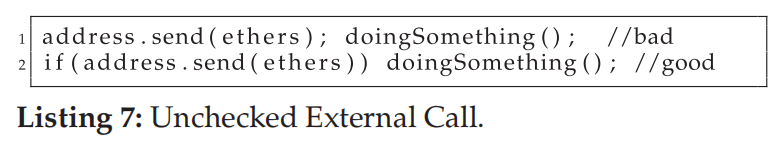 1 address.send(ethers); doingSomething(); //bad
2 if(address.send(ethers)) doingSomething(); //good
Listing 7: Unchecked External Call.